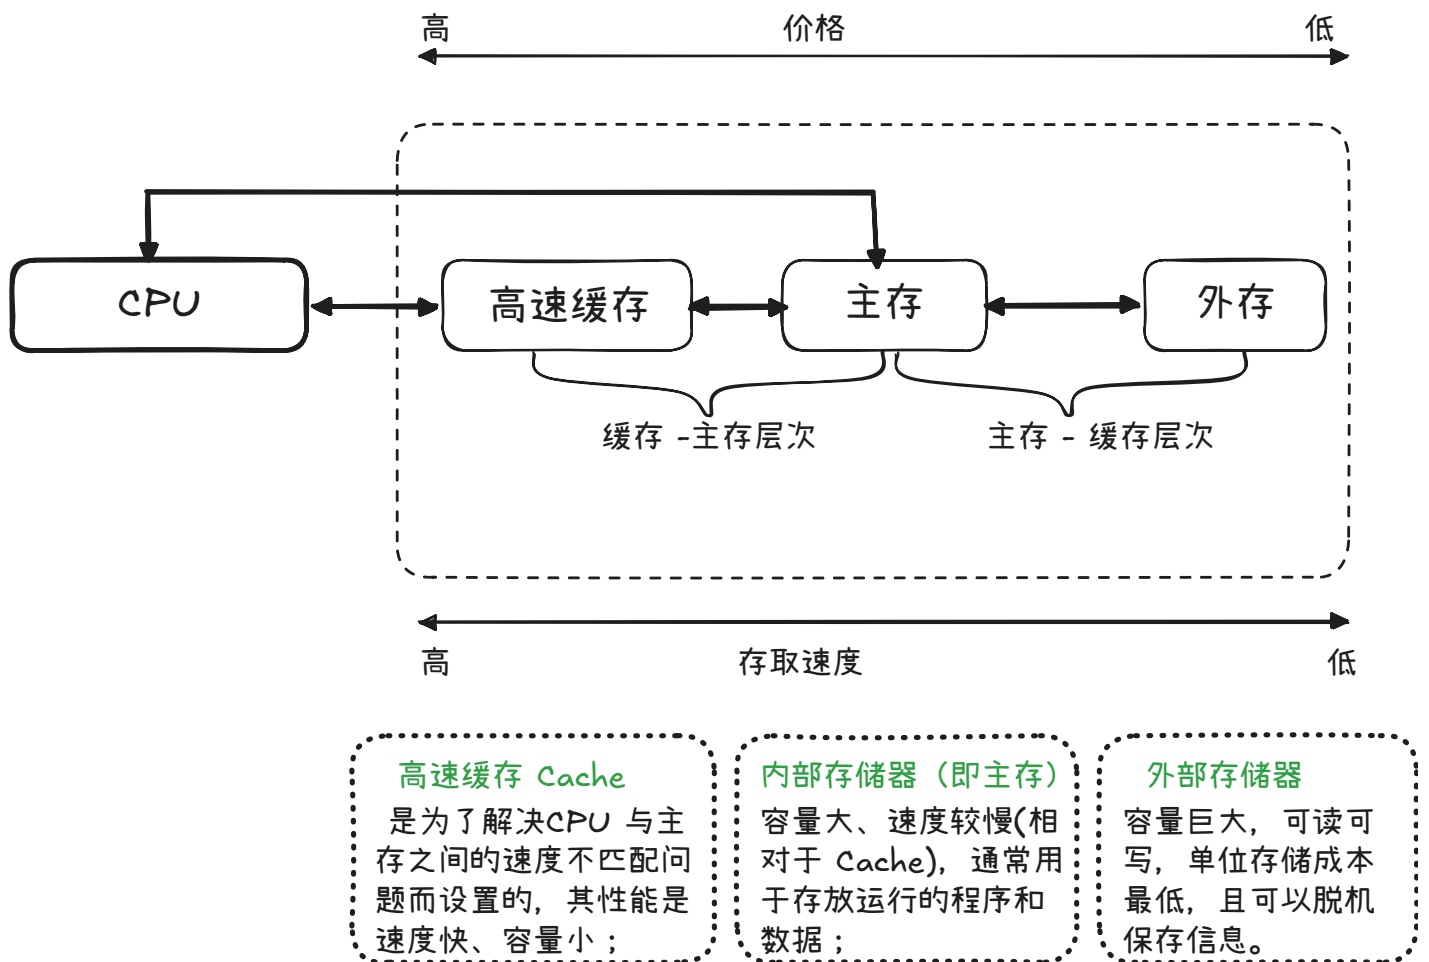 高 价格 低
CPU
高速缓存
主存
外存
缓存 -主存层次
主存 - 缓存层次
高 存取速度 低
高速缓存 Cache
是为了解决CPU 与主
存之间的速度不匹配问
题而设置的，其性能是
速度快、容量小；
内部存储器（即主存）
容量大、速度较慢(相
对于 Cache)，通常用
于存放运行的程序和
数据；
外部存储器
容量巨大，可读可
写，单位存储成本
最低，且可以脱机
保存信息。